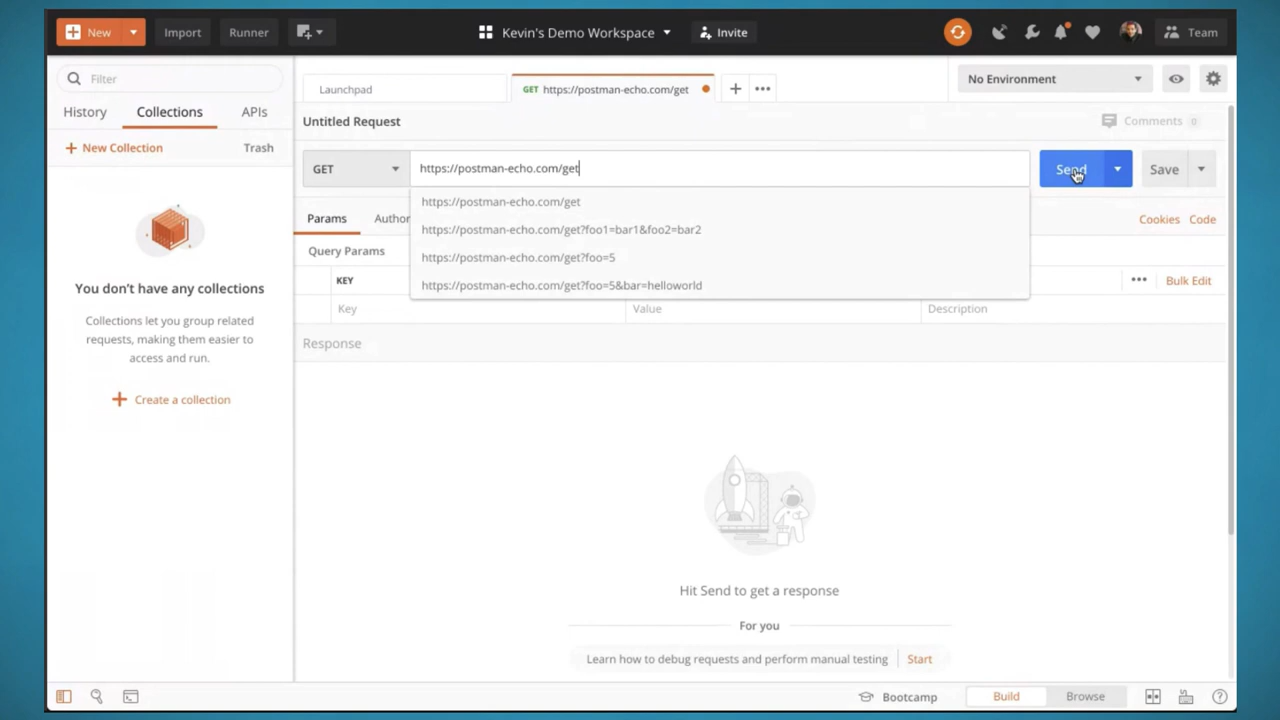 New
Import
Runner
Kevin's Demo Workspace
Invite
Team
Filter
History
Collections
APIs
New Collection
Trash
You don't have any collections
Collections let you group related
requests, making them easier to
access and run.
Create a collection
Launchpad
GET https://postman-echo.com/get
No Environment
Untitled Request
Comments 0
GET
https://postman-echo.com/get
Send
Save
https://postman-echo.com/get
https://postman-echo.com/get?foo1=bar1&foo2=bar2
https://postman-echo.com/get?foo=5
https://postman-echo.com/get?foo=5&bar=helloworld
Params
Author
Cookies
Code
Query Params
KEY
Bulk Edit
Key
Value
Description
Response
Hit Send to get a response
For you
Learn how to debug requests and perform manual testing
Start
Bootcamp
Build
Browse